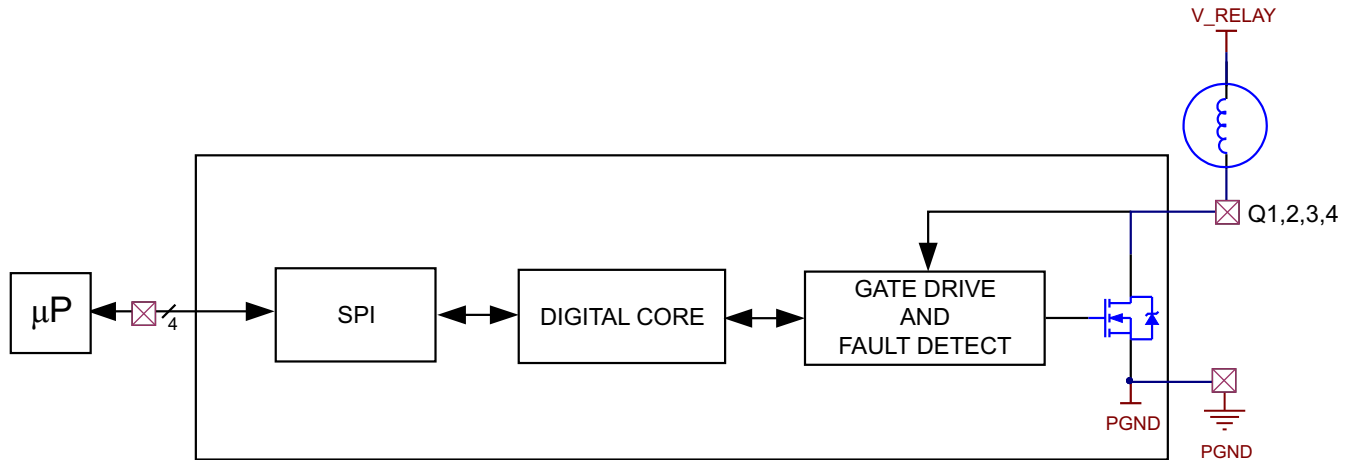 V_RELAY
Q1,2,3,4
μP
4
SPI
DIGITAL CORE
GATE DRIVE
AND
FAULT DETECT
PGND
PGND